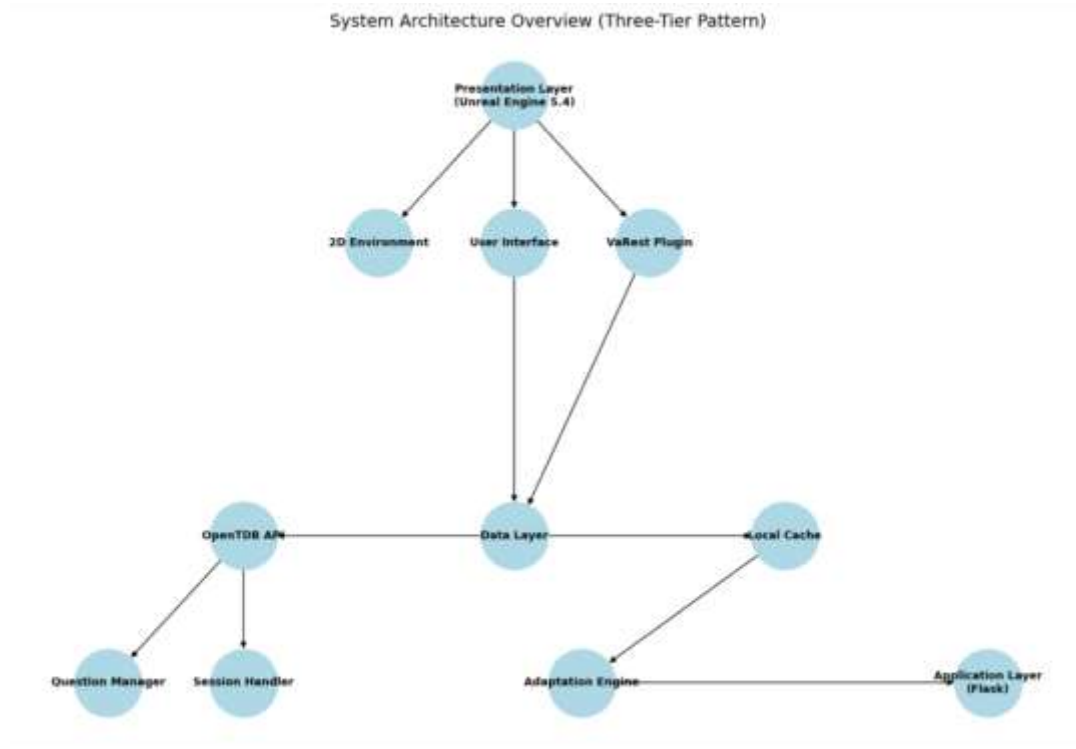 System Architecture Overview (Three-Tier Pattern)
Presentation Layer
(Unreal Engine 5.4)
2D Environment
User Interface
VaRest Plugin
OpenTDB API
Data Layer
Local Cache
Question Manager
Session Handler
Adaptation Engine
Application Layer
(Flask)